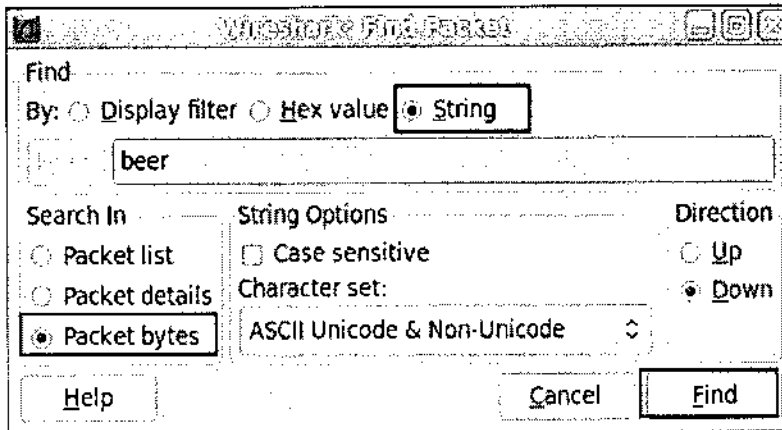 Wireshark: Find Packet
Find
By: Display filter Hex value String
beer
Search In
Packet list
Packet details
Packet bytes
String Options
Case sensitive
Character set:
ASCII Unicode & Non-Unicode
Direction
Up
Down
Help
Cancel
Find